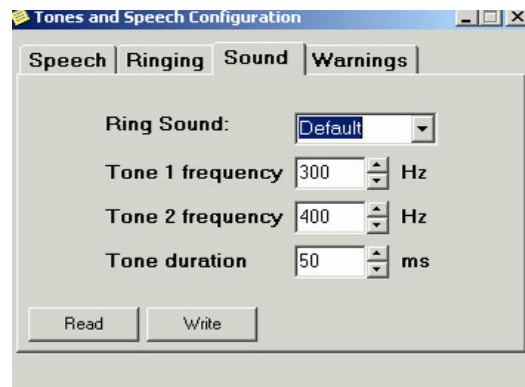 Tones and Speech Configuration
Speech Ringing Sound Warnings
Ring Sound: Default
Tone 1 frequency 300 Hz
Tone 2 frequency 400 Hz
Tone duration 50 ms
Read Write